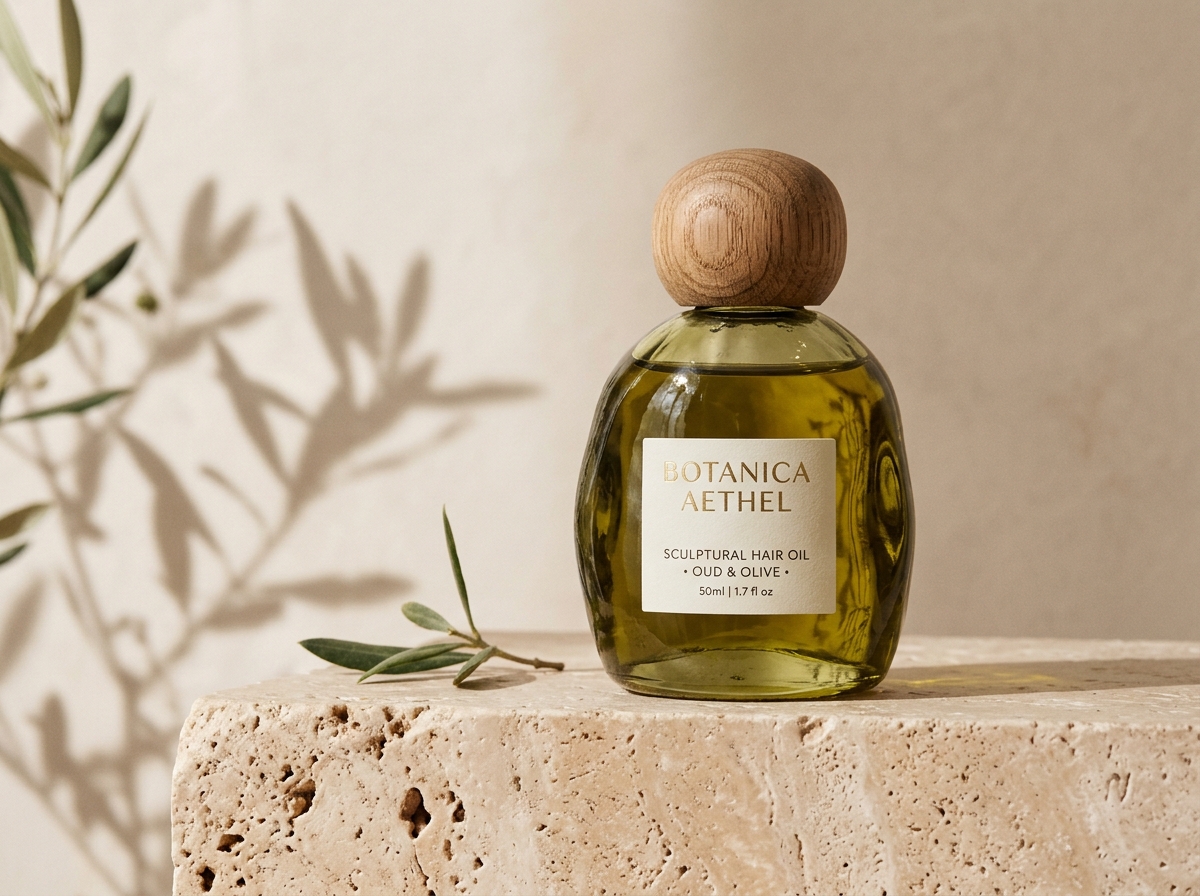 BOTANICA
AETHEL
SCULPTURAL HAIR OIL
• OUD & OLIVE •
50ml | 1.7 fl oz